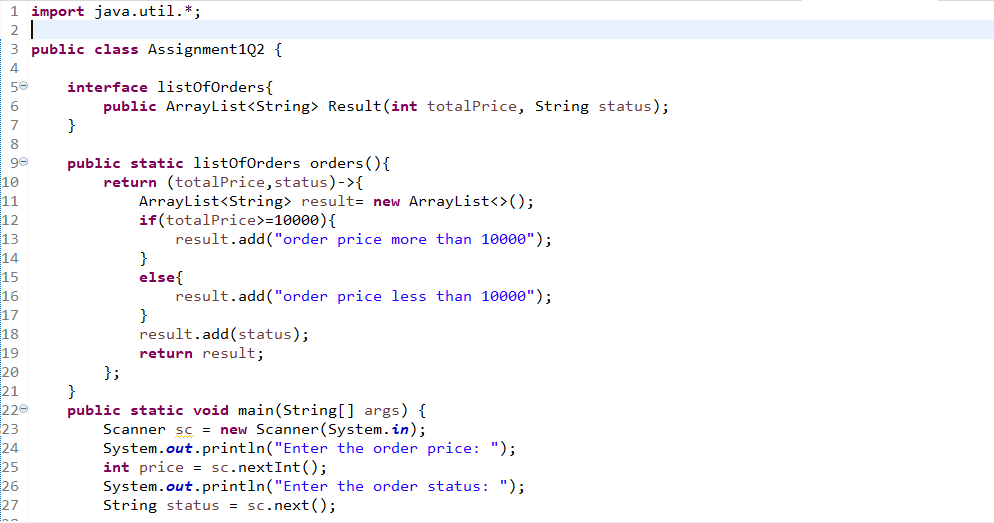 1 import java.util.*;
2
3 public class Assignment1Q2 {
4
5 interface listOfOrders{
6 public ArrayList<String> Result(int totalPrice, String status);
7 }
8
9 public static listOfOrders orders(){
10 return (totalPrice,status)->{
11 ArrayList<String> result= new ArrayList<>();
12 if(totalPrice>=10000){
13 result.add("order price more than 10000");
14 }
15 else{
16 result.add("order price less than 10000");
17 }
18 result.add(status);
19 return result;
20 };
21 }
22 public static void main(String[] args) {
23 Scanner sc = new Scanner(System.in);
24 System.out.println("Enter the order price: ");
25 int price = sc.nextInt();
26 System.out.println("Enter the order status: ");
27 String status = sc.next();